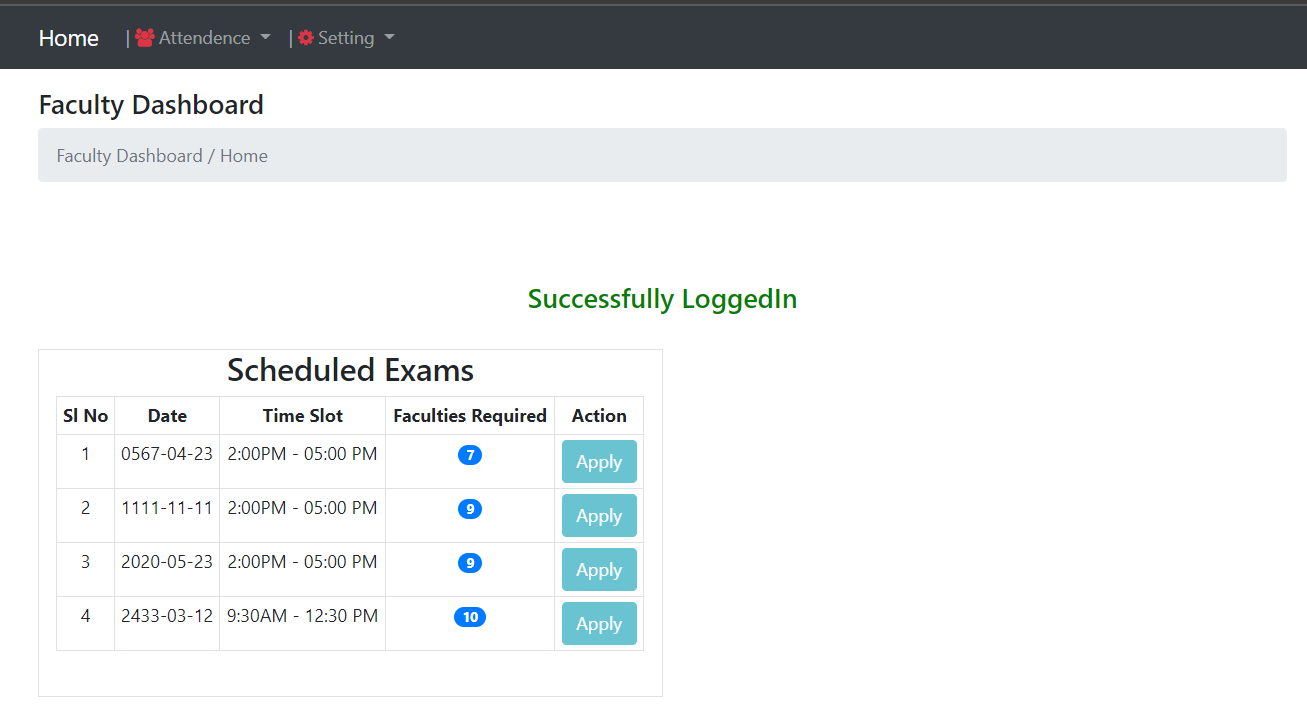 Home | Attendence | Setting
Faculty Dashboard
Faculty Dashboard / Home
Successfully LoggedIn
Scheduled Exams
Sl No Date Time Slot Faculties Required Action
1 0567-04-23 2:00PM - 05:00 PM 7 Apply
2 1111-11-11 2:00PM - 05:00 PM 9 Apply
3 2020-05-23 2:00PM - 05:00 PM 9 Apply
4 2433-03-12 9:30AM - 12:30 PM 10 Apply